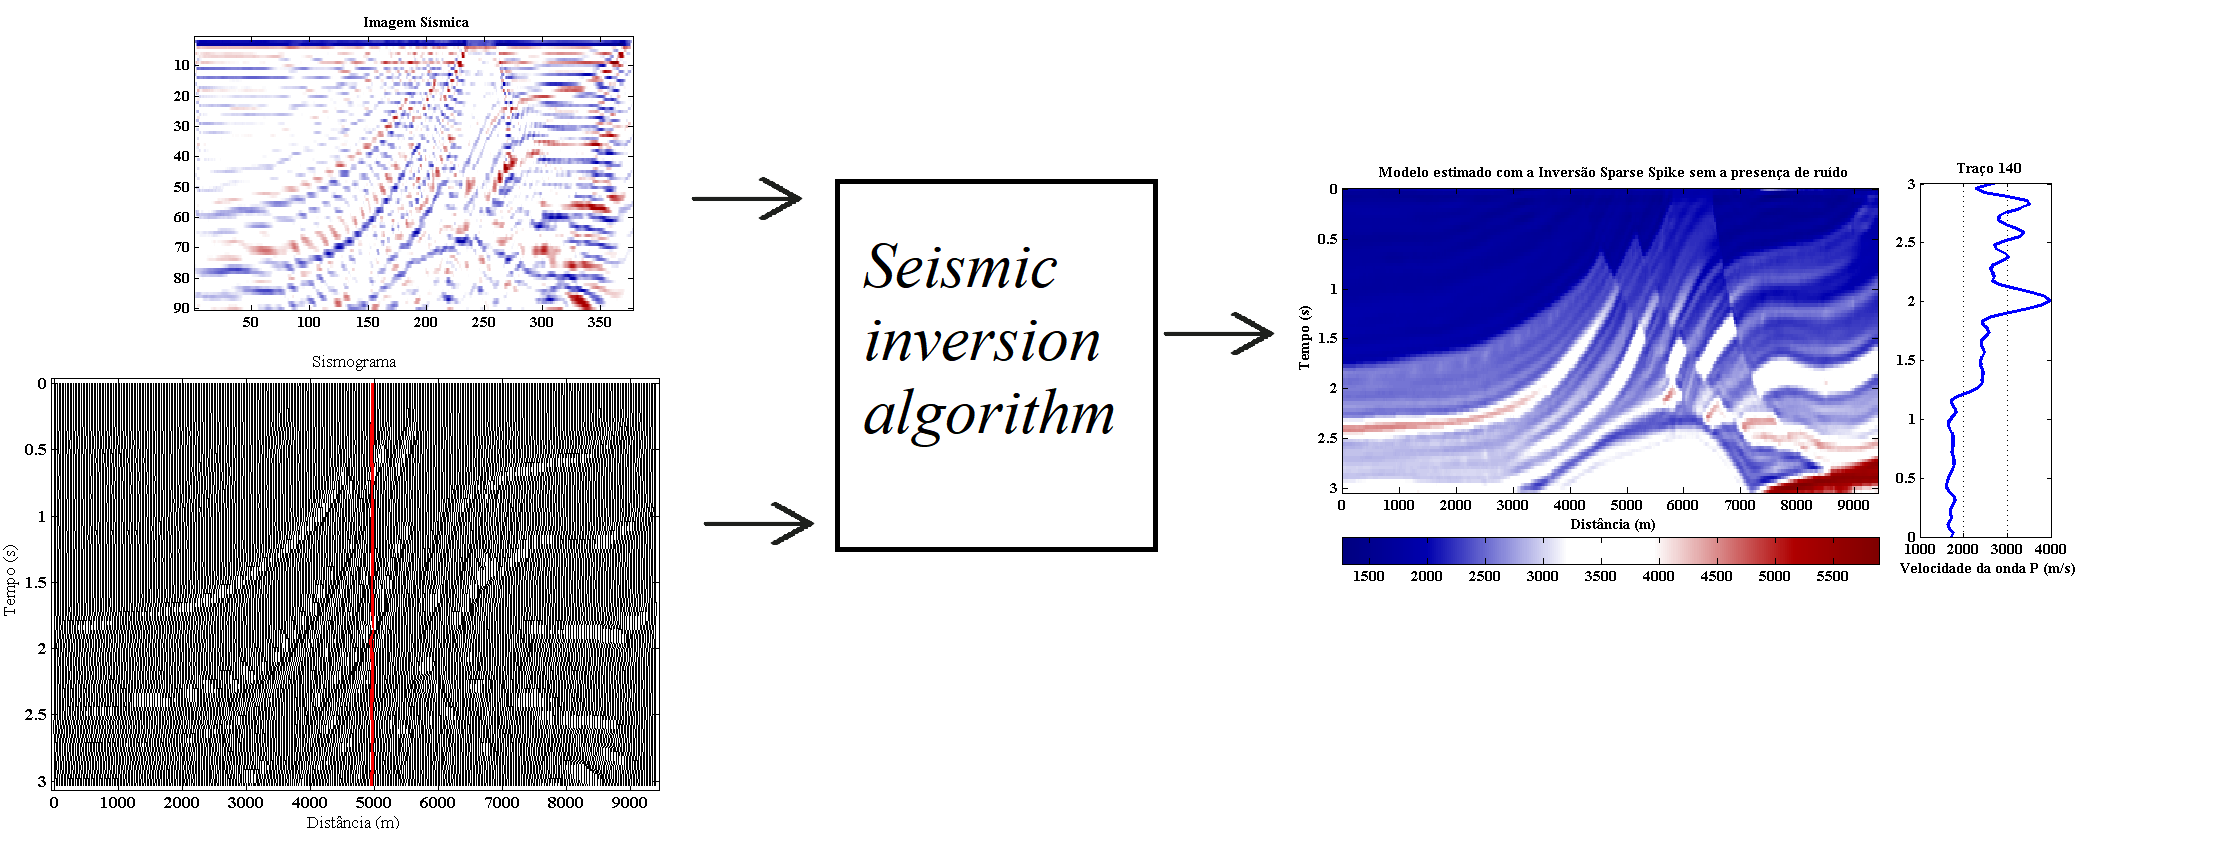 Imagem Sísmica
10
20
30
40
50
60
70
80
90
50 100 150 200 250 300 350
Sismograma
Tempo (s)
0
0.5
1
1.5
2
2.5
3
0 1000 2000 3000 4000 5000 6000 7000 8000 9000
Distância (m)
Seismic
inversion
algorithm
Modelo estimado com a Inversão Sparse Spike sem a presença de ruído
Tempo (s)
0
0.5
1
1.5
2
2.5
3
0 1000 2000 3000 4000 5000 6000 7000 8000 9000
Distância (m)
1500 2000 2500 3000 3500 4000 4500 5000 5500
Traço 140
3
2.5
2
1.5
1
0.5
0
1000 2000 3000 4000
Velocidade da onda P (m/s)